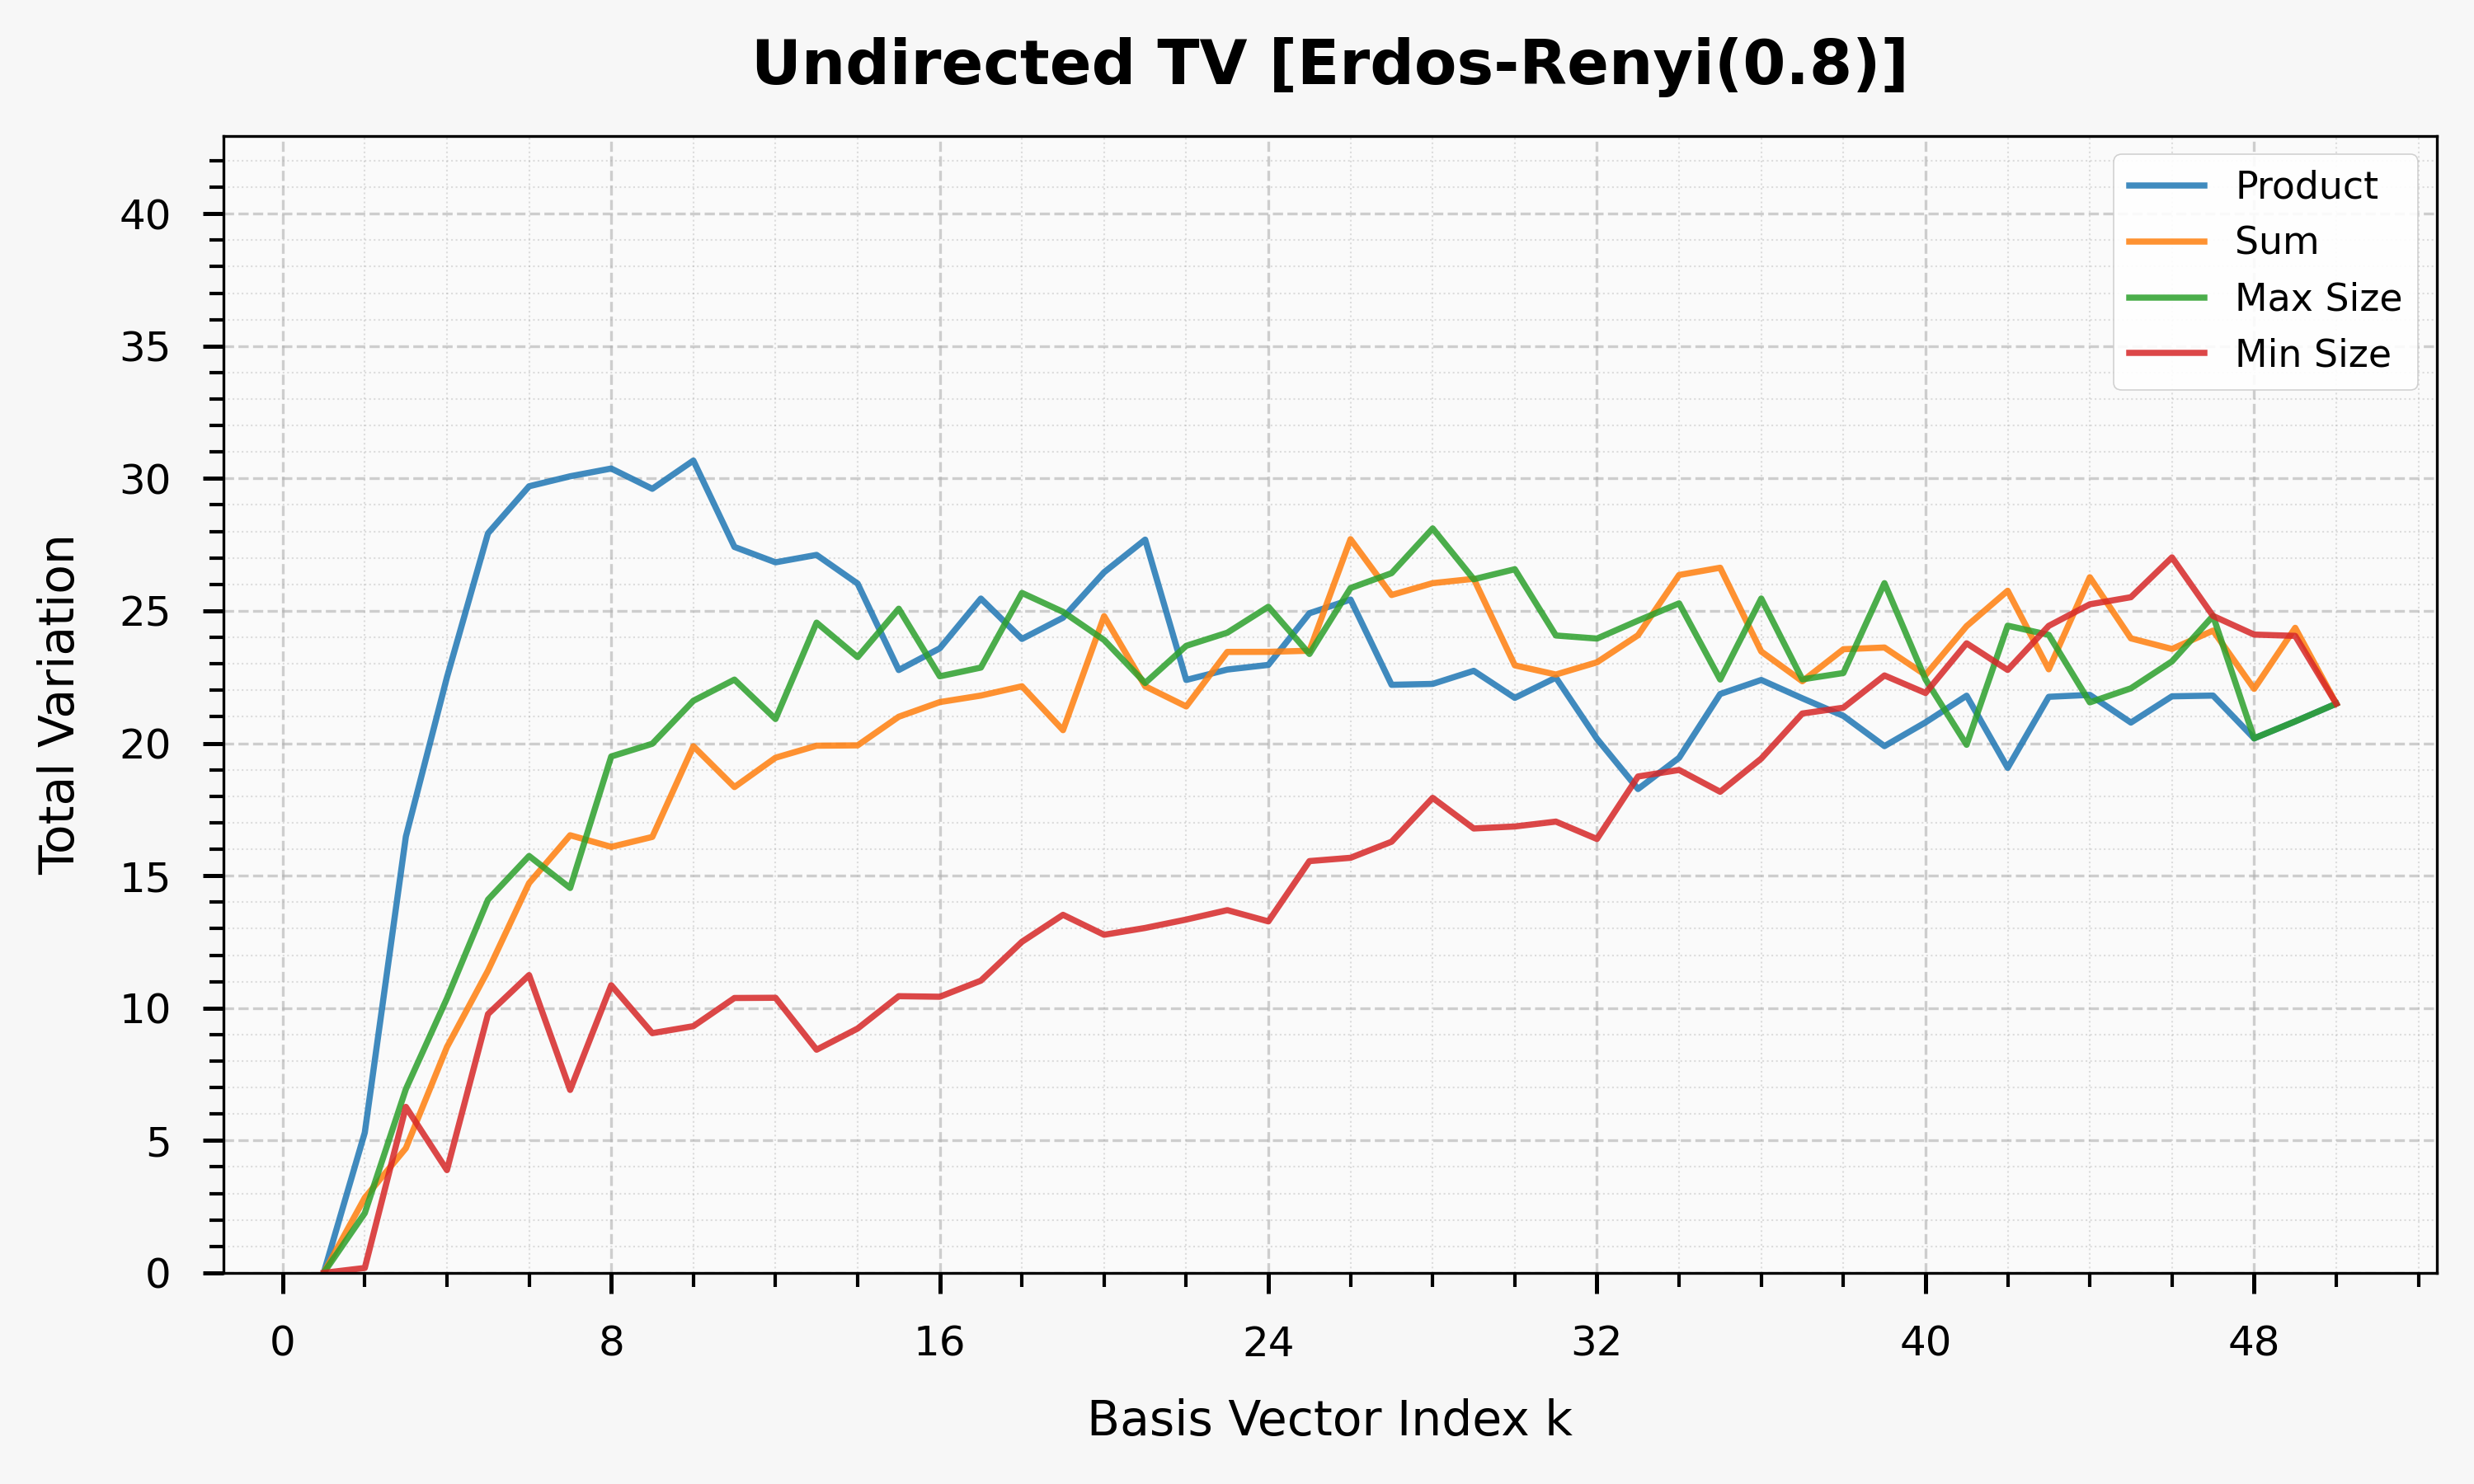 Undirected TV [Erdos-Renyi(0.8)]
Product
Sum
Max Size
Min Size
Total Variation
40
35
30
25
20
15
10
5
0
0 8 16 24 32 40 48
Basis Vector Index k